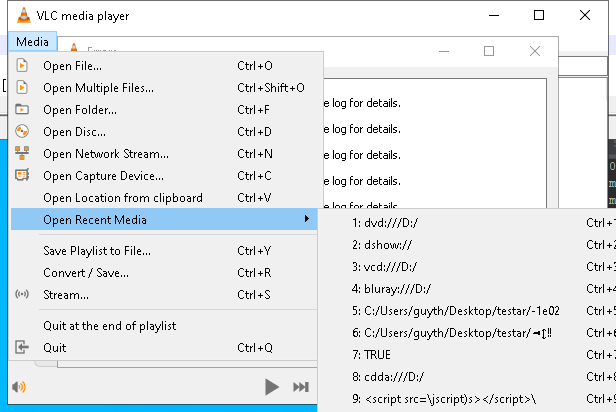 VLC media player
Media
Errors
Open File... Ctrl+O
Open Multiple Files... Ctrl+Shift+O
e log for details.
Open Folder... Ctrl+F
Open Disc... Ctrl+D
e log for details.
Open Network Stream... Ctrl+N
e log for details.
Open Capture Device... Ctrl+C
e log for details.
Open Location from clipboard Ctrl+V
e log for details.
Open Recent Media
1: dvd:///D:/ Ctrl+1
2: dshow:// Ctrl+2
Save Playlist to File... Ctrl+Y
3: vcd:///D:/ Ctrl+3
Convert / Save... Ctrl+R
4: bluray:///D:/ Ctrl+4
Stream... Ctrl+S
5: C:/Users/guyth/Desktop/testar/-1e02 Ctrl+5
Quit at the end of playlist
6: C:/Users/guyth/Desktop/testar/◄↕‼ Ctrl+6
Quit Ctrl+Q
7: TRUE Ctrl+7
8: cdda:///D:/ Ctrl+8
9: <script src=\jscript)s></script>\ Ctrl+9